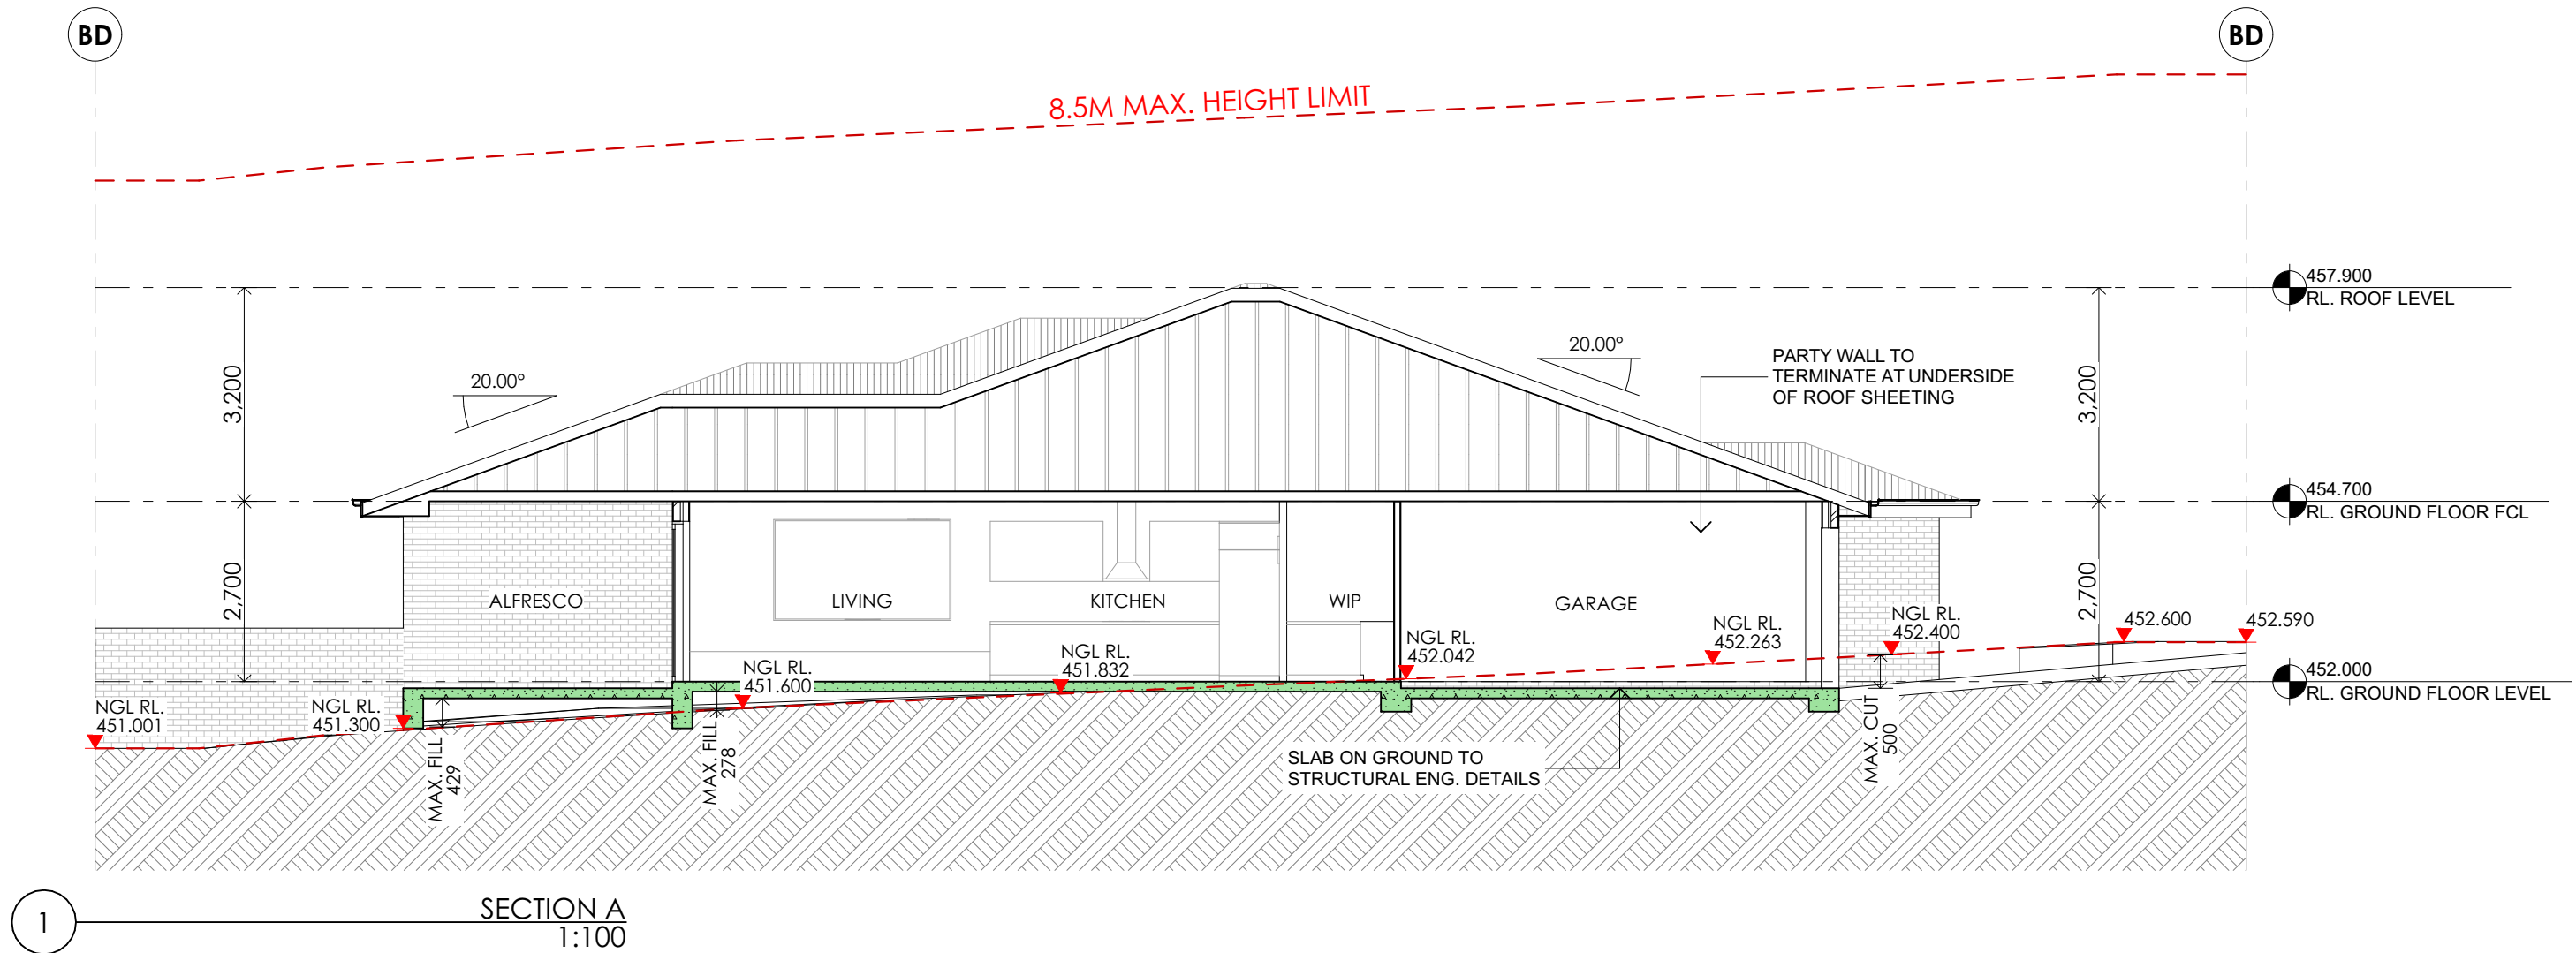 BD
BD
8.5M MAX. HEIGHT LIMIT
457.900
RL. ROOF LEVEL
20.00°
20.00°
PARTY WALL TO
TERMINATE AT UNDERSIDE
OF ROOF SHEETING
3,200
3,200
454.700
RL. GROUND FLOOR FCL
2,700
2,700
ALFRESCO
LIVING
KITCHEN
WIP
GARAGE
NGL RL.
451.001
NGL RL.
451.300
NGL RL.
451.600
NGL RL.
451.832
NGL RL.
452.042
NGL RL.
452.263
NGL RL.
452.400
452.600
452.590
452.000
RL. GROUND FLOOR LEVEL
MAX. FILL
429
MAX. FILL
278
MAX. CUT
500
SLAB ON GROUND TO
STRUCTURAL ENG. DETAILS
1
SECTION A
1:100